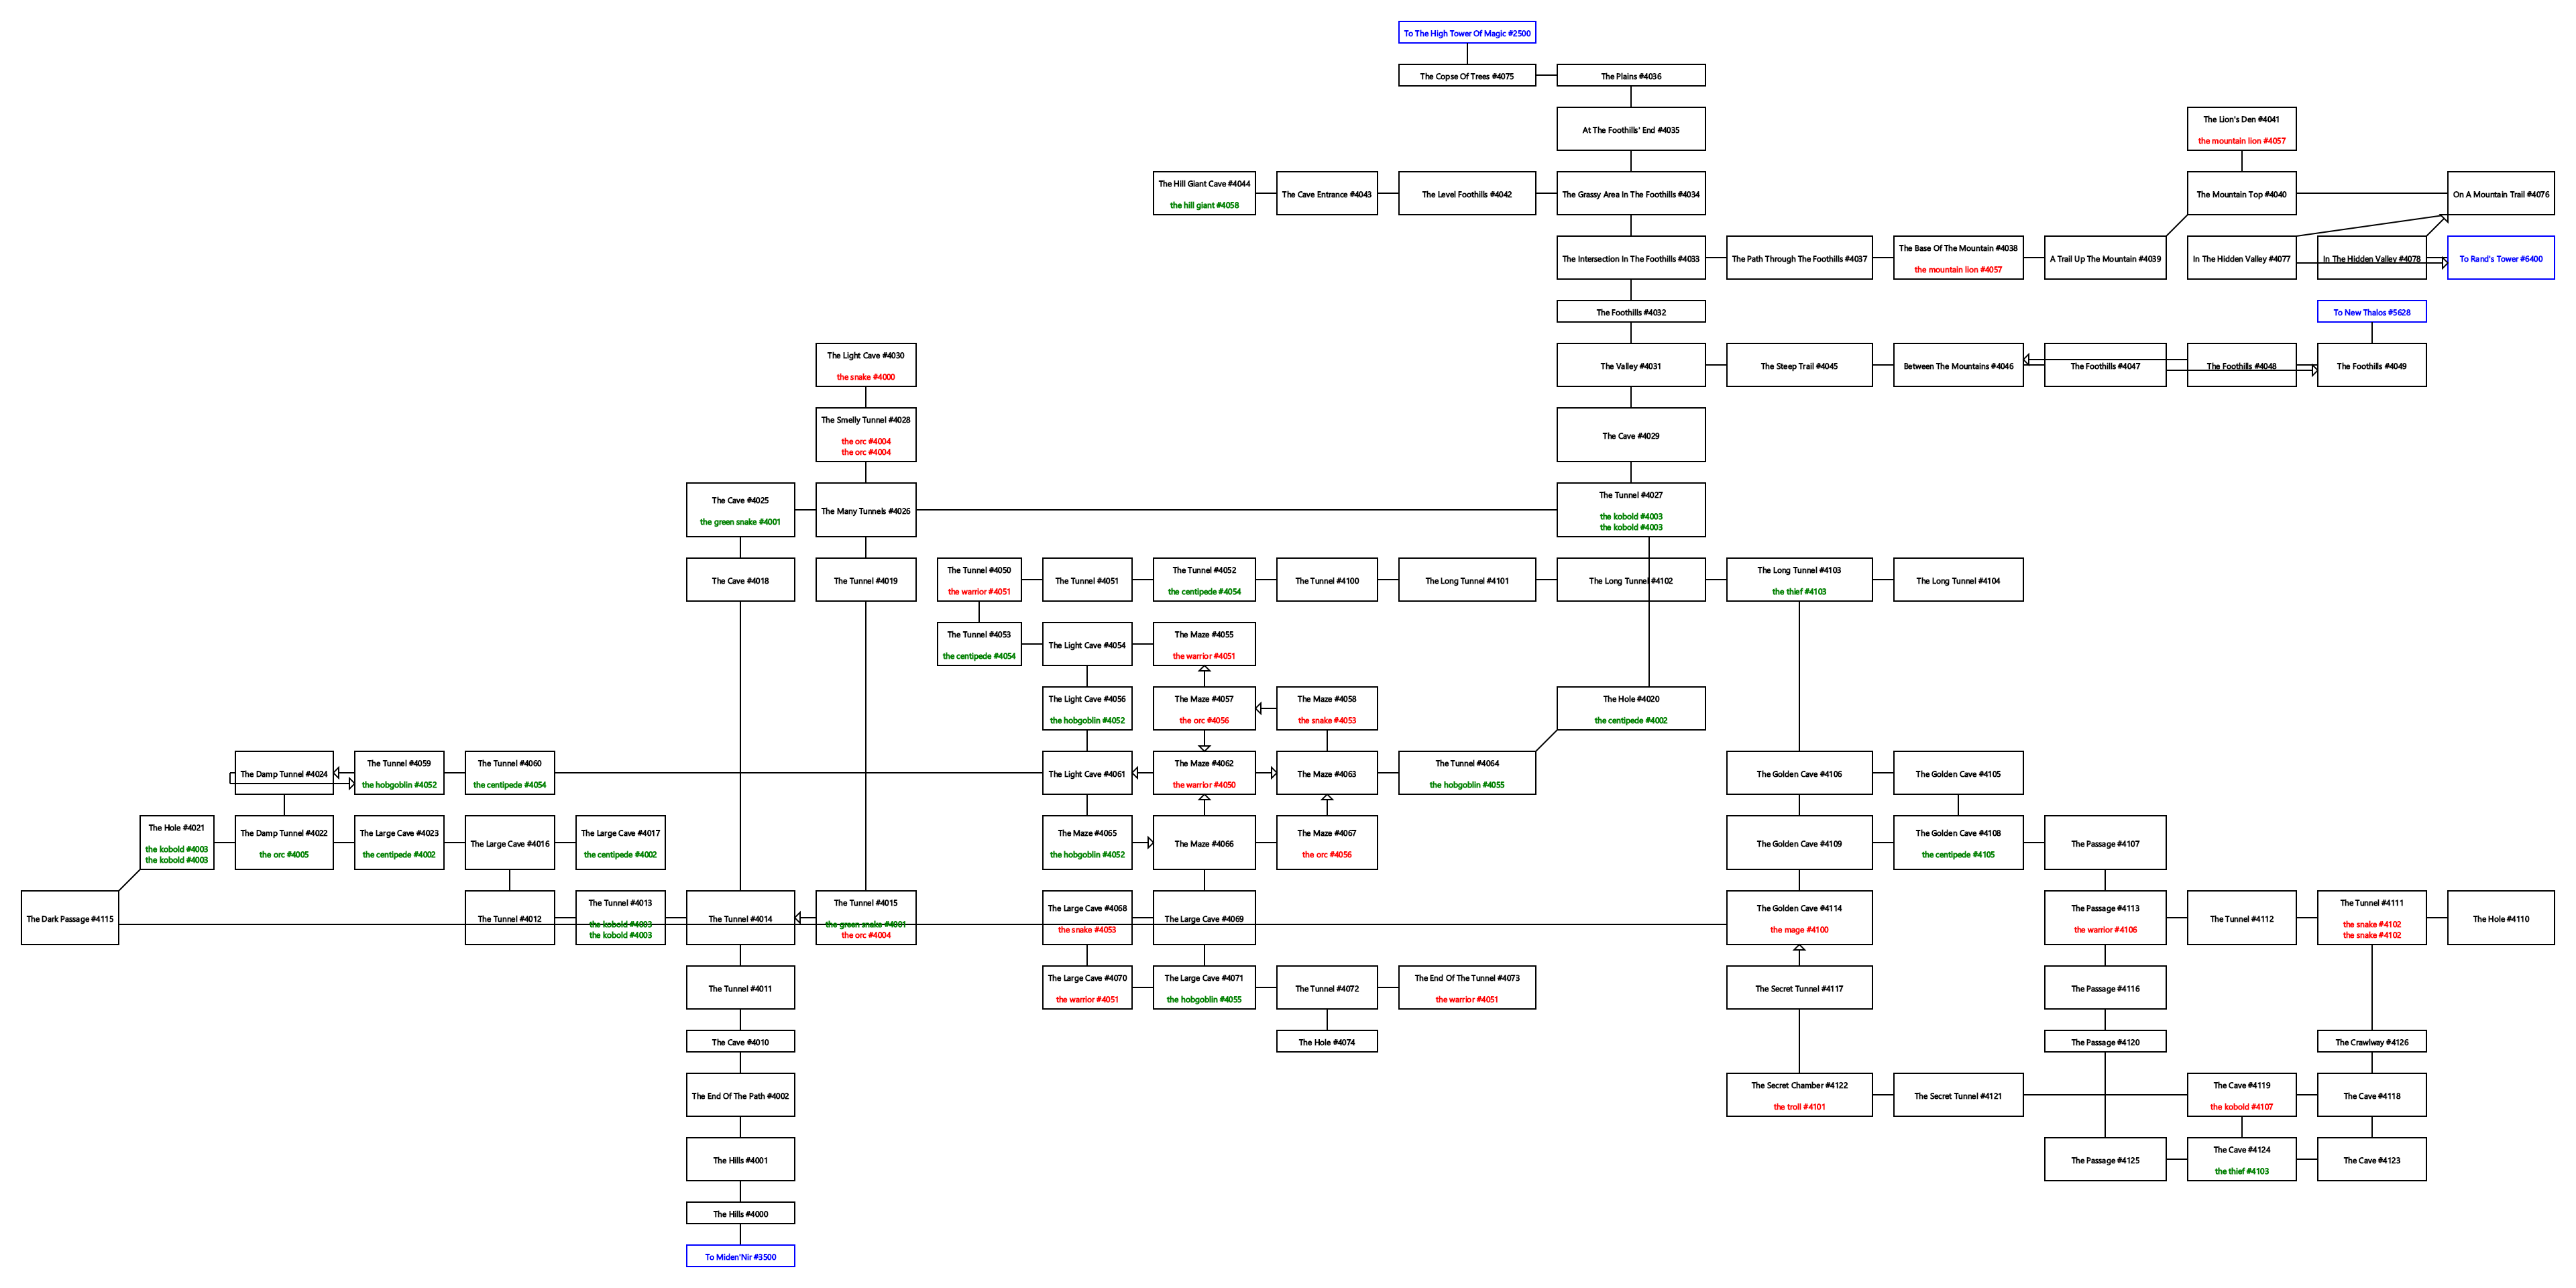 To The High Tower Of Magic #2500
The Copse Of Trees #4075
The Plains #4036
At The Foothills' End #4035
The Lion's Den #4041
the mountain lion #4057
The Hill Giant Cave #4044
the hill giant #4058
The Cave Entrance #4043
The Level Foothills #4042
The Grassy Area In The Foothills #4034
The Mountain Top #4040
On A Mountain Trail #4076
The Intersection In The Foothills #4033
The Path Through The Foothills #4037
The Base Of The Mountain #4038
the mountain lion #4057
A Trail Up The Mountain #4039
In The Hidden Valley #4077
In The Hidden Valley #4078
To Rand's Tower #6400
The Foothills #4032
To New Thalos #5628
The Light Cave #4030
the snake #4000
The Valley #4031
The Steep Trail #4045
Between The Mountains #4046
The Foothills #4047
The Foothills #4048
The Foothills #4049
The Smelly Tunnel #4028
the orc #4004
the orc #4004
The Cave #4029
The Cave #4025
the green snake #4001
The Many Tunnels #4026
The Tunnel #4027
the kobold #4003
the kobold #4003
The Cave #4018
The Tunnel #4019
The Tunnel #4050
the warrior #4051
The Tunnel #4051
The Tunnel #4052
the centipede #4054
The Tunnel #4100
The Long Tunnel #4101
The Long Tunnel #4102
The Long Tunnel #4103
the thief #4103
The Long Tunnel #4104
The Tunnel #4053
the centipede #4054
The Light Cave #4054
The Maze #4055
the warrior #4051
The Light Cave #4056
the hobgoblin #4052
The Maze #4057
the orc #4056
The Maze #4058
the snake #4053
The Hole #4020
the centipede #4002
The Damp Tunnel #4024
The Tunnel #4059
the hobgoblin #4052
The Tunnel #4060
the centipede #4054
The Light Cave #4061
The Maze #4062
the warrior #4050
The Maze #4063
The Tunnel #4064
the hobgoblin #4055
The Golden Cave #4106
The Golden Cave #4105
The Hole #4021
the kobold #4003
the kobold #4003
The Damp Tunnel #4022
the orc #4005
The Large Cave #4023
the centipede #4002
The Large Cave #4016
The Large Cave #4017
the centipede #4002
The Maze #4065
the hobgoblin #4052
The Maze #4066
The Maze #4067
the orc #4056
The Golden Cave #4109
The Golden Cave #4108
the centipede #4105
The Passage #4107
The Dark Passage #4115
The Tunnel #4012
The Tunnel #4013
the kobold #4003
the kobold #4003
The Tunnel #4014
The Tunnel #4015
the green snake #4001
the orc #4004
The Large Cave #4068
the snake #4053
The Large Cave #4069
The Golden Cave #4114
the mage #4100
The Passage #4113
the warrior #4106
The Tunnel #4112
The Tunnel #4111
the snake #4102
the snake #4102
The Hole #4110
The Tunnel #4011
The Large Cave #4070
the warrior #4051
The Large Cave #4071
the hobgoblin #4055
The Tunnel #4072
The End Of The Tunnel #4073
the warrior #4051
The Secret Tunnel #4117
The Passage #4116
The Cave #4010
The Hole #4074
The Passage #4120
The Crawlway #4126
The End Of The Path #4002
The Secret Chamber #4122
the troll #4101
The Secret Tunnel #4121
The Cave #4119
the kobold #4107
The Cave #4118
The Hills #4001
The Passage #4125
The Cave #4124
the thief #4103
The Cave #4123
The Hills #4000
To Miden'Nir #3500